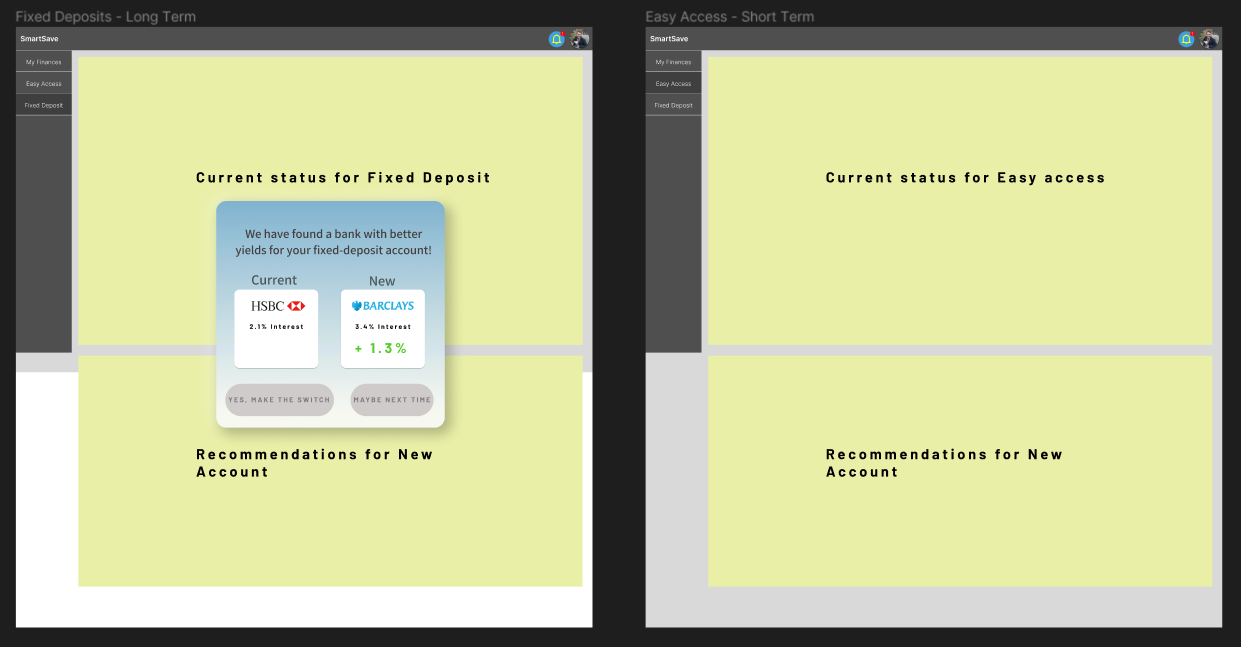 Fixed Deposits - Long Term
SmartSave
My Finances
Easy Access
Fixed Deposit
Current status for Fixed Deposit
We have found a bank with better
yields for your fixed-deposit account!
Current
New
HSBC
BARCLAYS
2.1% Interest
3.4% Interest
+ 1.3%
YES, MAKE THE SWITCH
MAYBE NEXT TIME
Recommendations for New
Account
Easy Access - Short Term
SmartSave
My Finances
Easy Access
Fixed Deposit
Current status for Easy access
Recommendations for New
Account